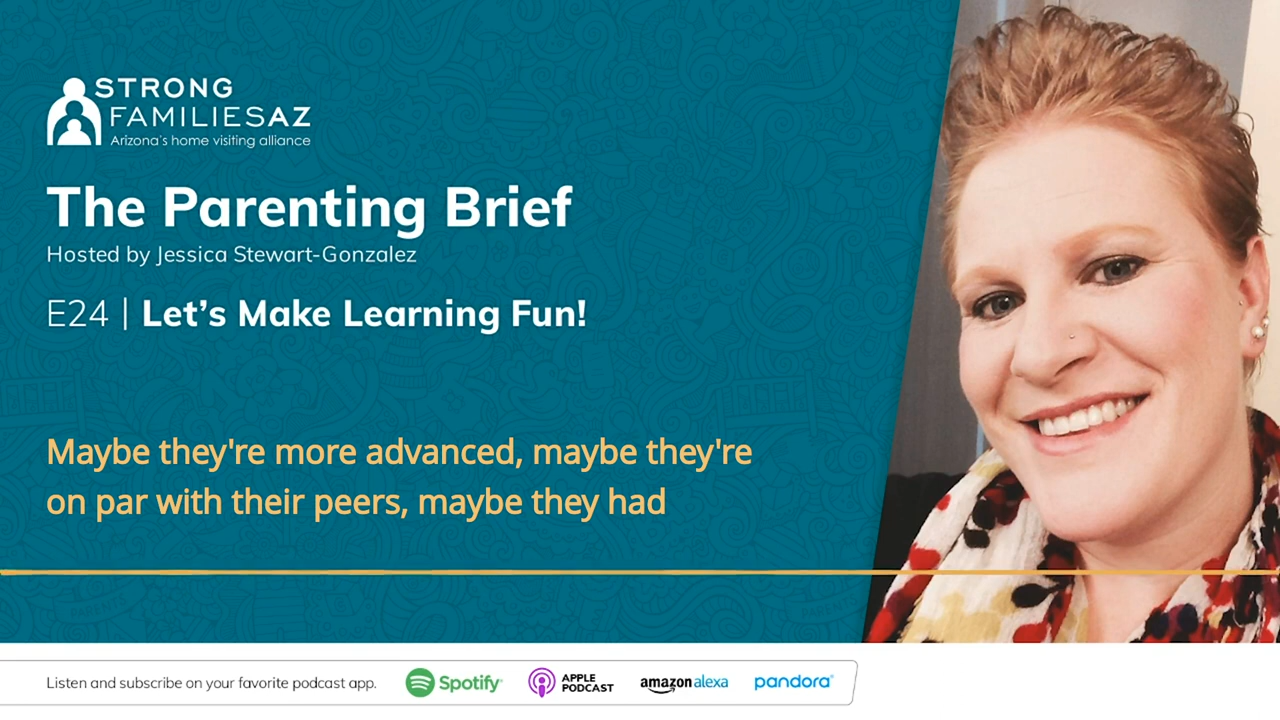 STRONG
FAMILIESAZ
Arizona's home visiting alliance
The Parenting Brief
Hosted by Jessica Stewart-Gonzalez
E24 | Let's Make Learning Fun!
Maybe they're more advanced, maybe they're
on par with their peers, maybe they had
Listen and subscribe on your favorite podcast app.
Spotify
APPLE
PODCAST
amazon alexa
pandora